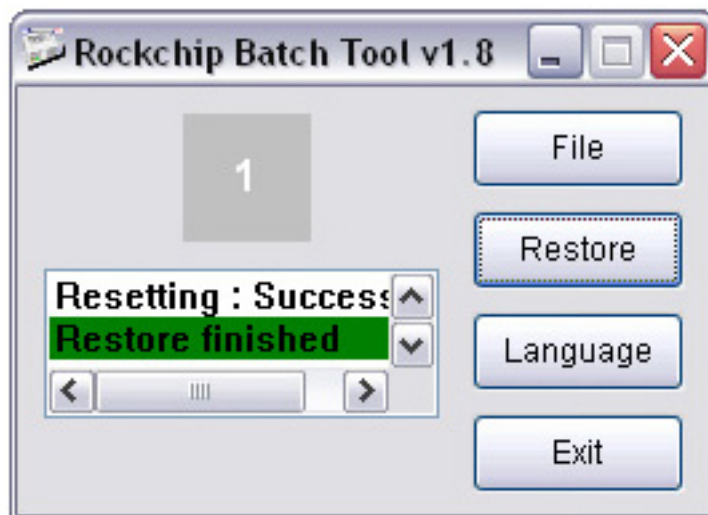 Rockchip Batch Tool v1.8
1
File
Restore
Resetting : Success
Restore finished
Language
Exit